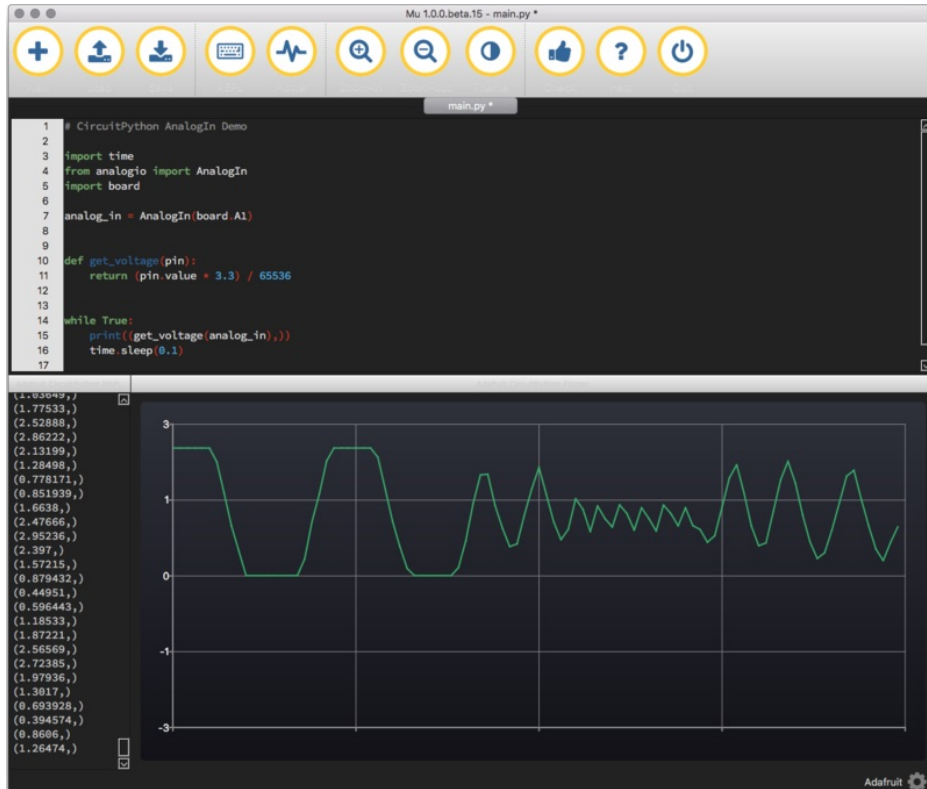 Mu 1.0.0.beta.15 - main.py *
main.py *
1 # CircuitPython AnalogIn Demo
2
3 import time
4 from analogio import AnalogIn
5 import board
6
7 analog_in = AnalogIn(board.A1)
8
9
10 def get_voltage(pin):
11 return (pin.value * 3.3) / 65536
12
13
14 while True:
15 print((get_voltage(analog_in),))
16 time.sleep(0.1)
17
(1.03649,)
(1.77533,)
(2.52888,)
(2.86222,)
(2.13199,)
(1.28498,)
(0.778171,)
(0.851939,)
(1.6638,)
(2.47666,)
(2.95236,)
(2.397,)
(1.57215,)
(0.879432,)
(0.44951,)
(0.596443,)
(1.18533,)
(1.87221,)
(2.56569,)
(2.72385,)
(1.97936,)
(1.3017,)
(0.693928,)
(0.394574,)
(0.8606,)
(1.26474,)
3
1
0
-1
-3
Adafruit